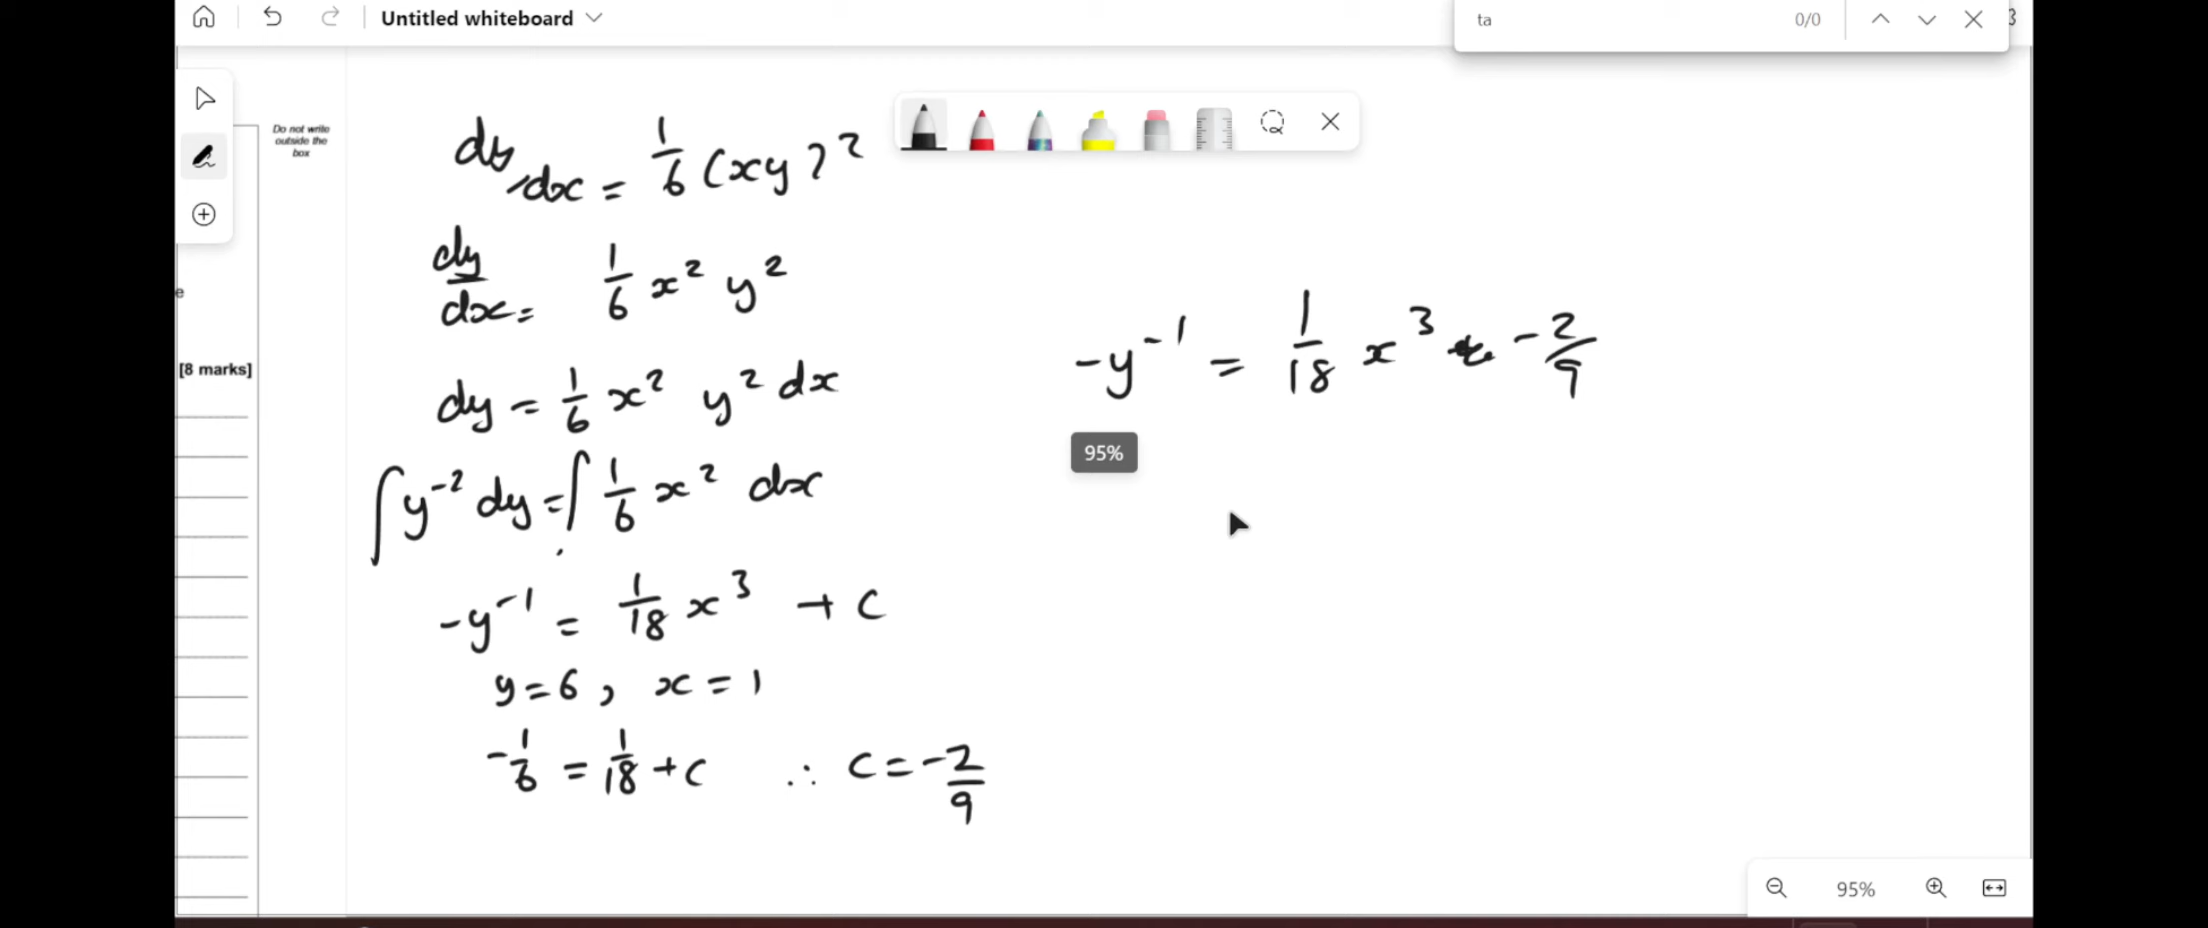 Untitled whiteboard
ta
0/0
3
Do not write
outside the
box
e
[8 marks]
dy/dx = 1/6 (xy)²
dy/dx = 1/6 x² y²
dy = 1/6 x² y² dx
∫ y⁻² dy = ∫ 1/6 x² dx
-y⁻¹ = 1/18 x³ + c
y = 6, x = 1
-1/6 = 1/18 + c ∴ c = -2/9
-y⁻¹ = 1/18 x³ - 2/9
95%
95%